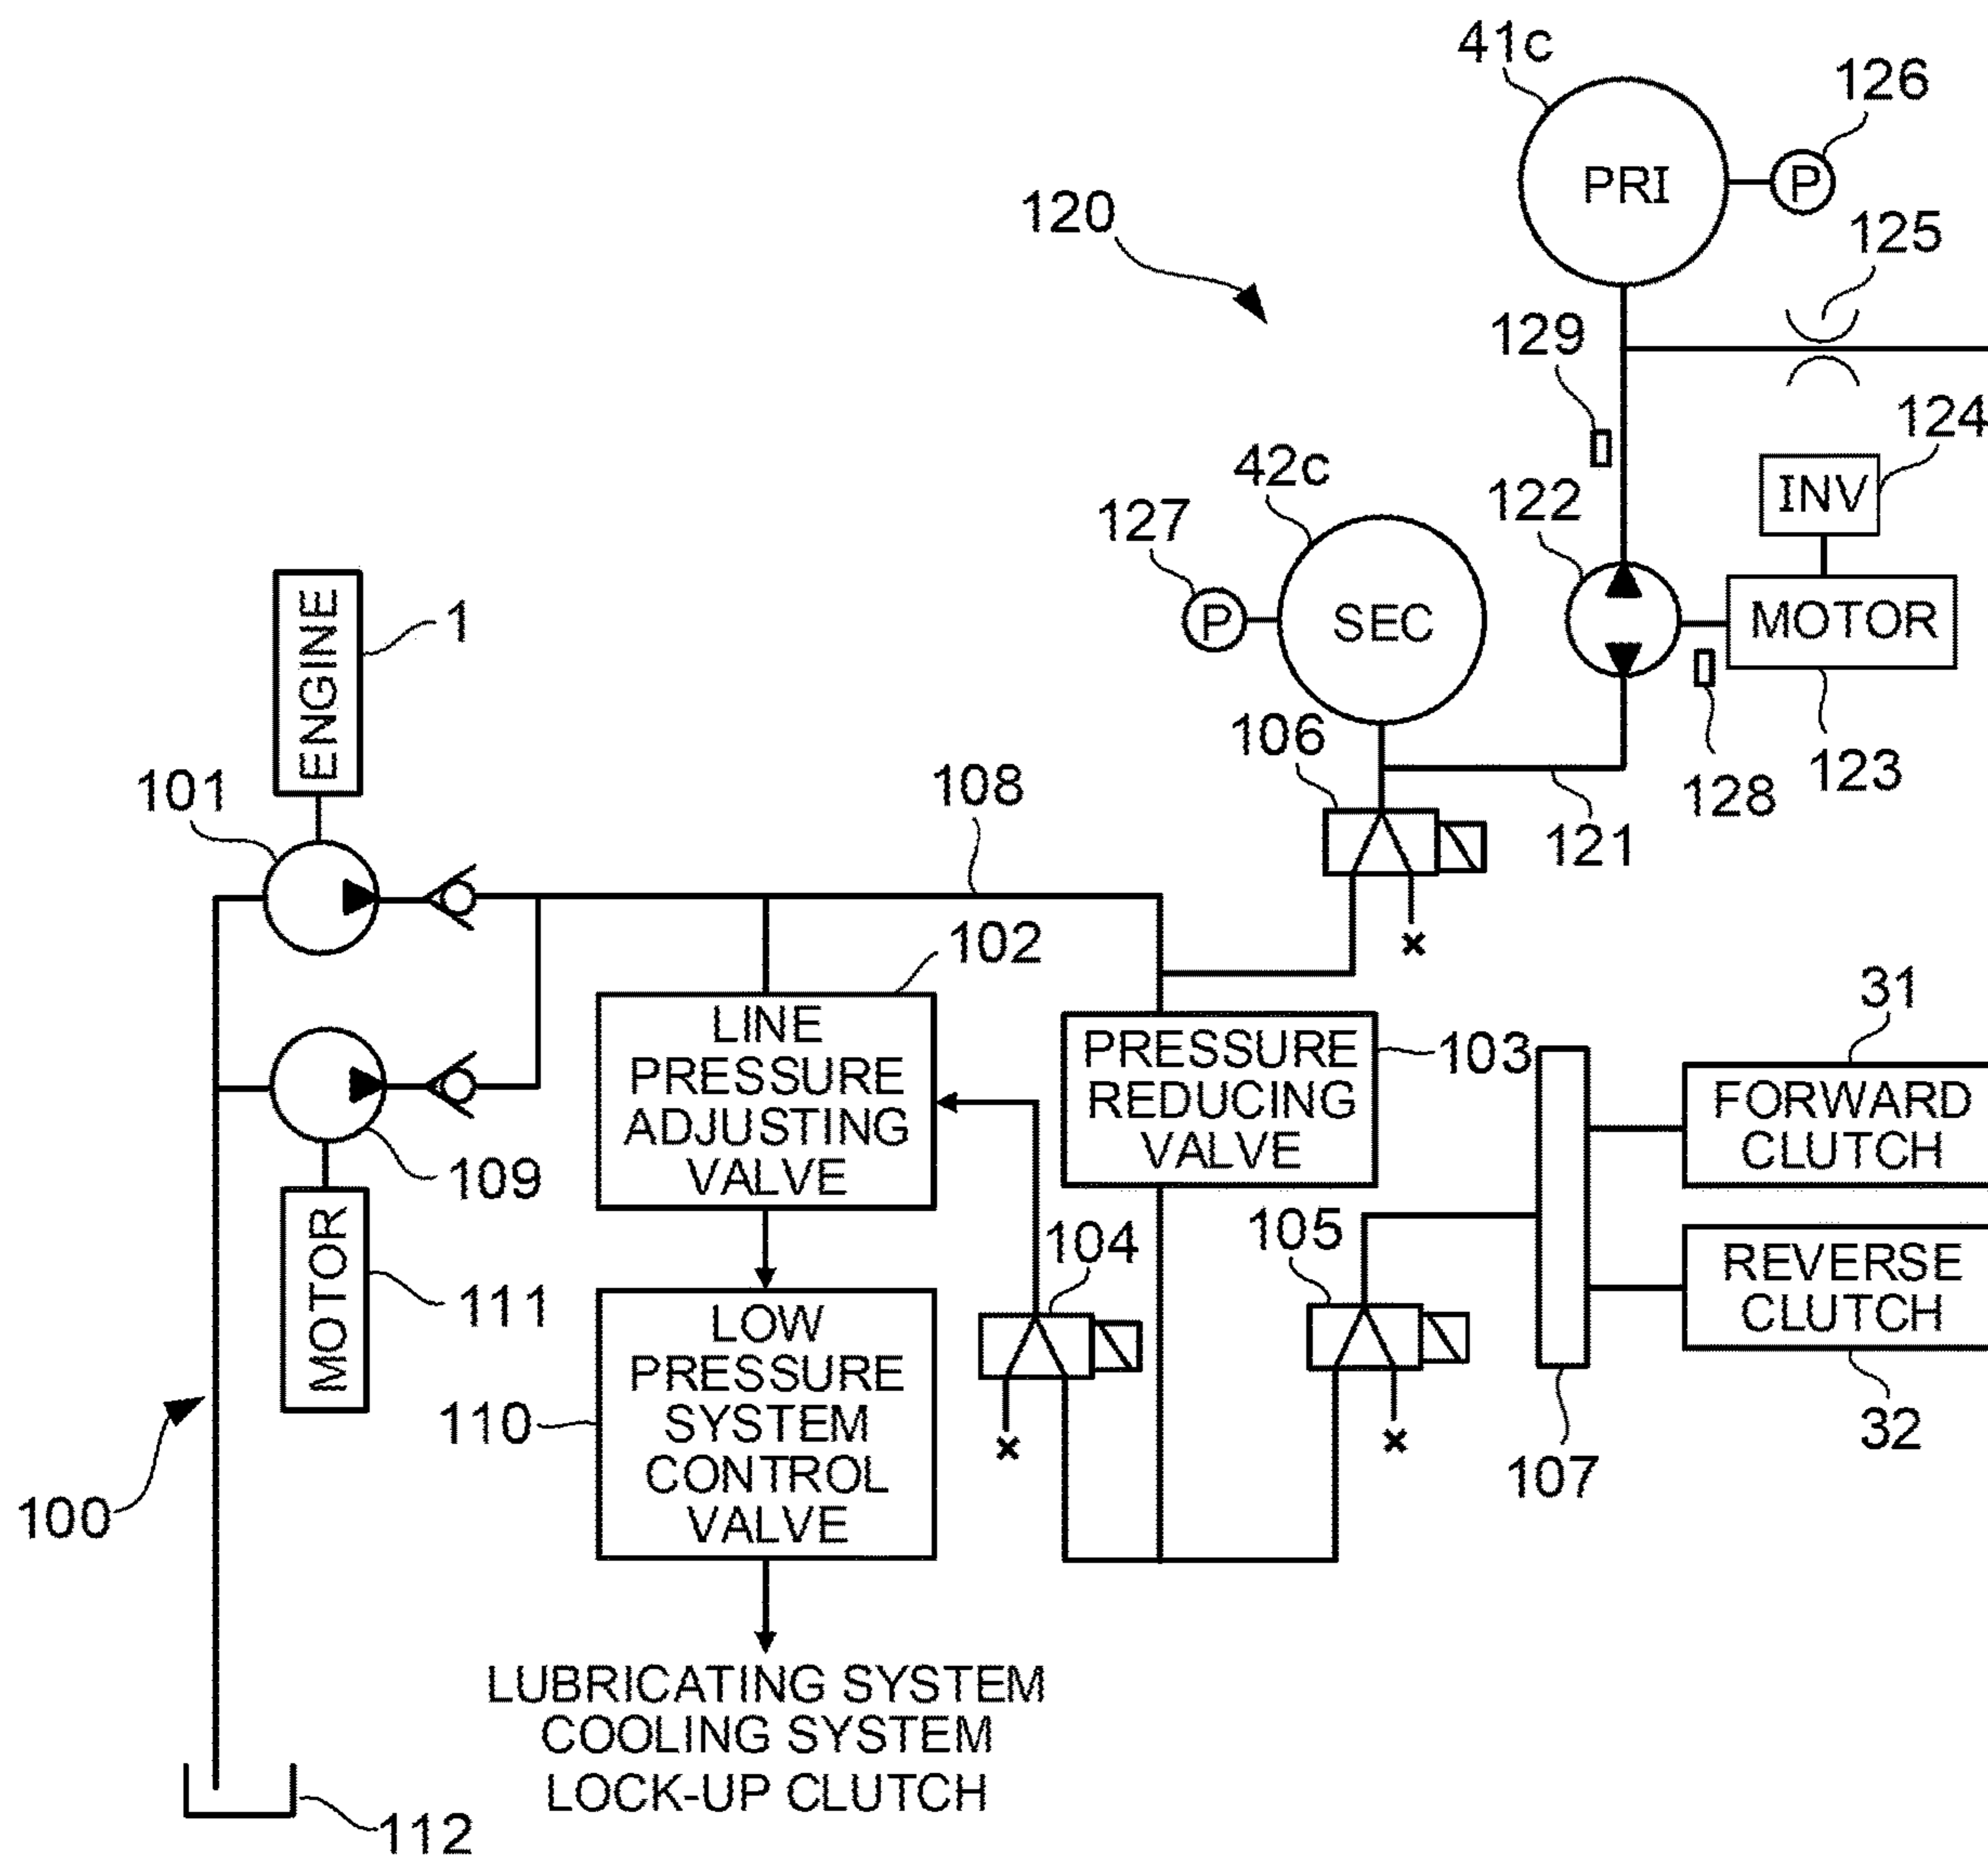 41c
126
PRI
P
120
125
129
124
42c
INV
122
127
P
SEC
MOTOR
ENGINE
1
106
123
128
101
108
121
102
31
LINE
PRESSURE
ADJUSTING
VALVE
PRESSURE
REDUCING
VALVE
103
FORWARD
CLUTCH
109
104
105
REVERSE
CLUTCH
MOTOR
111
LOW
PRESSURE
SYSTEM
CONTROL
VALVE
110
32
107
100
LUBRICATING SYSTEM
COOLING SYSTEM
LOCK-UP CLUTCH
112